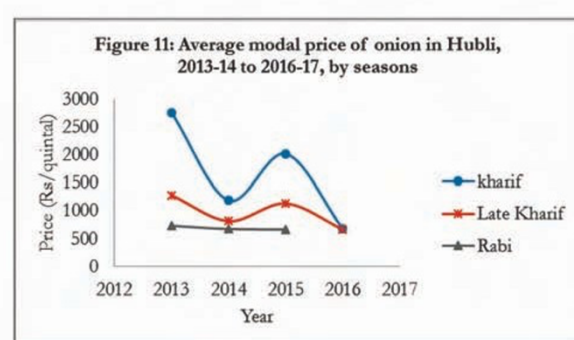 Figure 11: Average modal price of onion in Hubli,
2013-14 to 2016-17, by seasons
Price (Rs/quintal)
3000
2500
2000
1500
1000
500
0
2012 2013 2014 2015 2016 2017
Year
kharif
Late Kharif
Rabi